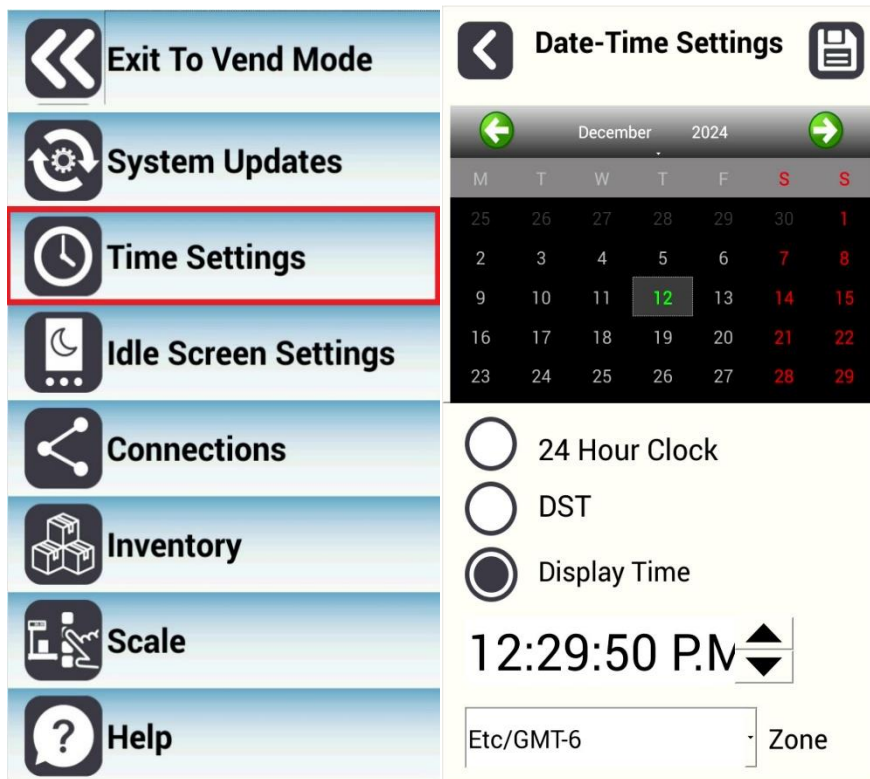 Exit To Vend Mode
System Updates
Time Settings
Idle Screen Settings
Connections
Inventory
Scale
?
Help
Date-Time Settings
December 2024
M T W T F S S
25 26 27 28 29 30 1
2 3 4 5 6 7 8
9 10 11 12 13 14 15
16 17 18 19 20 21 22
23 24 25 26 27 28 29
24 Hour Clock
DST
Display Time
12:29:50 P.M
Etc/GMT-6 Zone